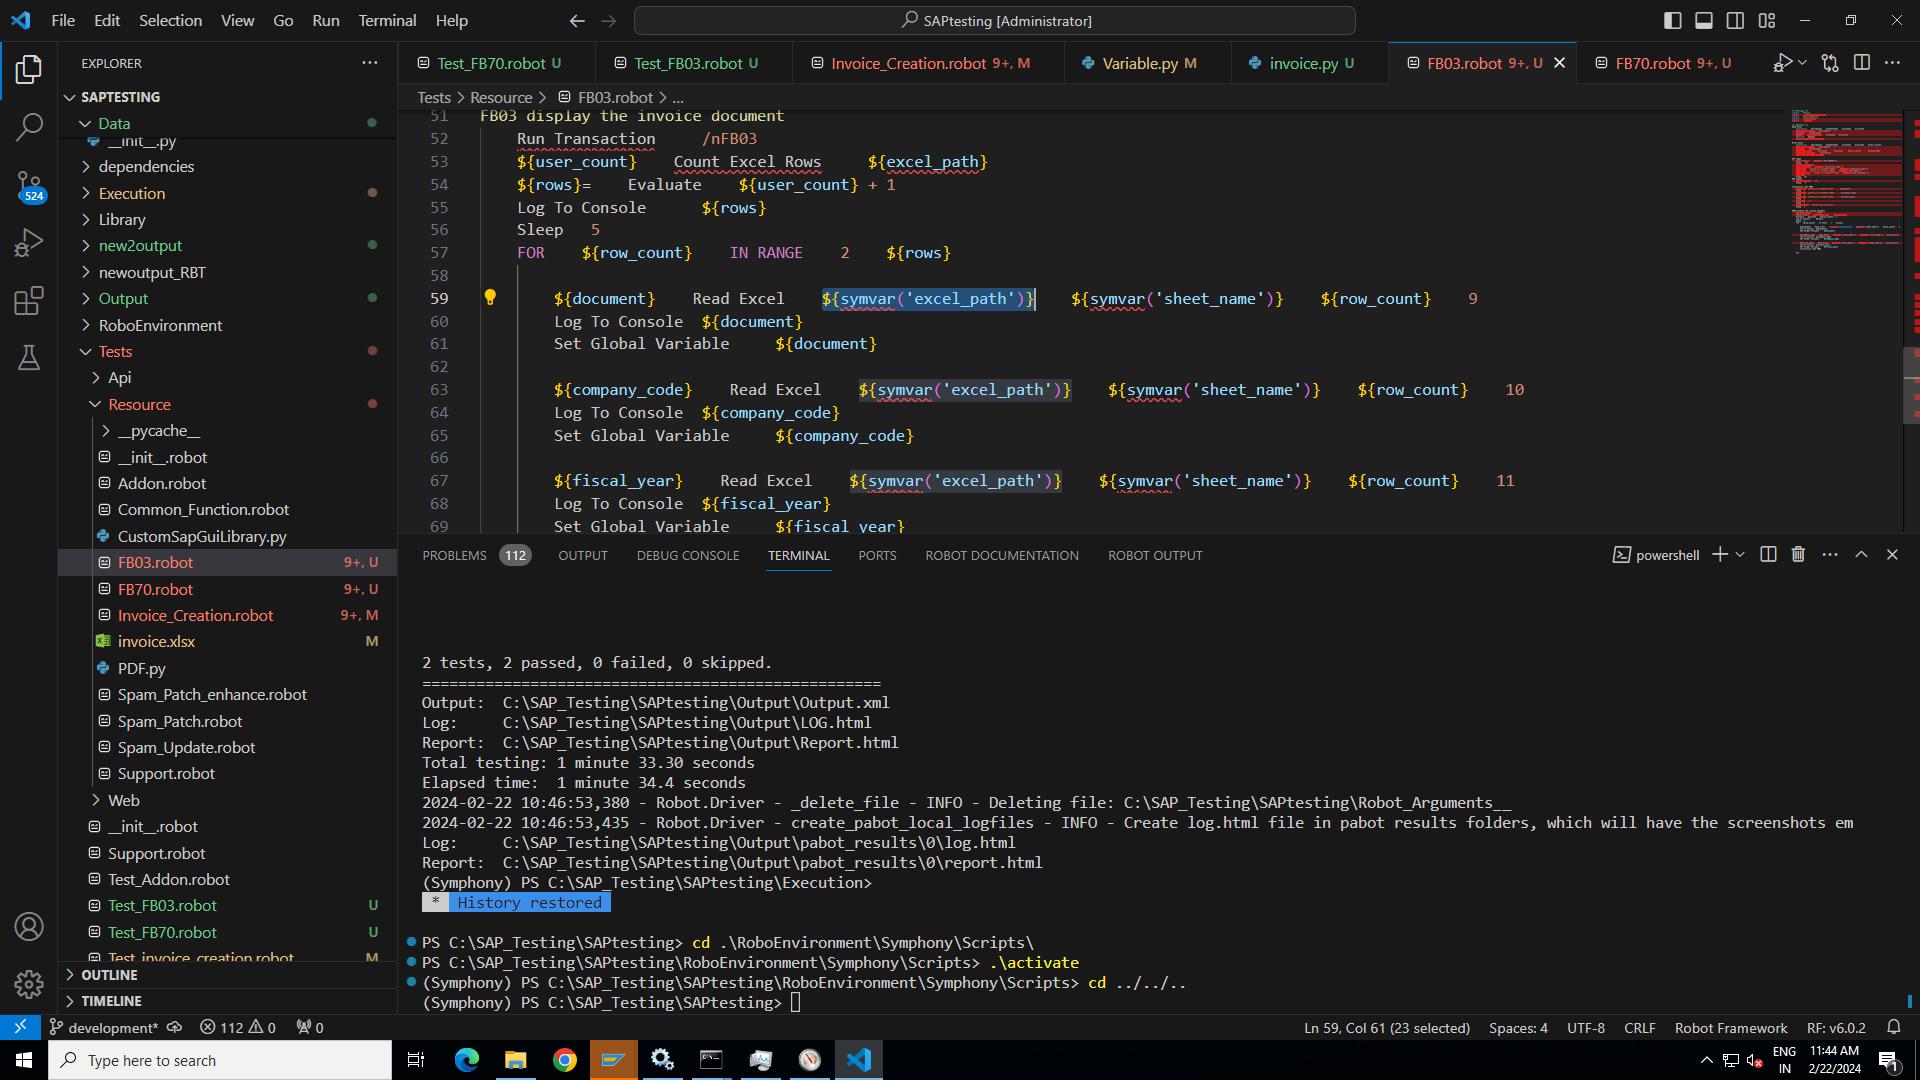 File Edit Selection View Go Run Terminal Help
SAPtesting [Administrator]
EXPLORER
SAPTESTING
Data
__init__.py
dependencies
Execution
Library
new2output
newoutput_RBT
Output
RoboEnvironment
Tests
Api
Resource
__pycache__
__init__.robot
Addon.robot
Common_Function.robot
CustomSapGuiLibrary.py
FB03.robot 9+, U
FB70.robot 9+, U
Invoice_Creation.robot 9+, M
invoice.xlsx M
PDF.py
Spam_Patch_enhance.robot
Spam_Patch.robot
Spam_Update.robot
Support.robot
Web
__init__.robot
Support.robot
Test_Addon.robot
Test_FB03.robot U
Test_FB70.robot U
Test_invoice_creation.robot M
OUTLINE
TIMELINE
524
Test_FB70.robot U
Test_FB03.robot U
Invoice_Creation.robot 9+, M
Variable.py M
invoice.py U
FB03.robot 9+, U
FB70.robot 9+, U
Tests > Resource > FB03.robot > ...
51 FB03 display the invoice document
52 Run Transaction /nFB03
53 ${user_count} Count Excel Rows ${excel_path}
54 ${rows}= Evaluate ${user_count} + 1
55 Log To Console ${rows}
56 Sleep 5
57 FOR ${row_count} IN RANGE 2 ${rows}
58
59 ${document} Read Excel ${symvar('excel_path')} ${symvar('sheet_name')} ${row_count} 9
60 Log To Console ${document}
61 Set Global Variable ${document}
62
63 ${company_code} Read Excel ${symvar('excel_path')} ${symvar('sheet_name')} ${row_count} 10
64 Log To Console ${company_code}
65 Set Global Variable ${company_code}
66
67 ${fiscal_year} Read Excel ${symvar('excel_path')} ${symvar('sheet_name')} ${row_count} 11
68 Log To Console ${fiscal_year}
69 Set Global Variable ${fiscal_year}
PROBLEMS 112 OUTPUT DEBUG CONSOLE TERMINAL PORTS ROBOT DOCUMENTATION ROBOT OUTPUT
powershell
2 tests, 2 passed, 0 failed, 0 skipped.
===================================================
Output: C:\SAP_Testing\SAPtesting\Output\Output.xml
Log: C:\SAP_Testing\SAPtesting\Output\LOG.html
Report: C:\SAP_Testing\SAPtesting\Output\Report.html
Total testing: 1 minute 33.30 seconds
Elapsed time: 1 minute 34.4 seconds
2024-02-22 10:46:53,380 - Robot.Driver - _delete_file - INFO - Deleting file: C:\SAP_Testing\SAPtesting\Robot_Arguments__
2024-02-22 10:46:53,435 - Robot.Driver - create_pabot_local_logfiles - INFO - Create log.html file in pabot results folders, which will have the screenshots em
Log: C:\SAP_Testing\SAPtesting\Output\pabot_results\0\log.html
Report: C:\SAP_Testing\SAPtesting\Output\pabot_results\0\report.html
(Symphony) PS C:\SAP_Testing\SAPtesting\Execution>
* History restored
PS C:\SAP_Testing\SAPtesting> cd .\RoboEnvironment\Symphony\Scripts\
PS C:\SAP_Testing\SAPtesting\RoboEnvironment\Symphony\Scripts> .\activate
(Symphony) PS C:\SAP_Testing\SAPtesting\RoboEnvironment\Symphony\Scripts> cd ../../..
(Symphony) PS C:\SAP_Testing\SAPtesting>
development* 112 0 0
Ln 59, Col 61 (23 selected) Spaces: 4 UTF-8 CRLF Robot Framework RF: v6.0.2
Type here to search
ENG
IN
11:44 AM
2/22/2024
1